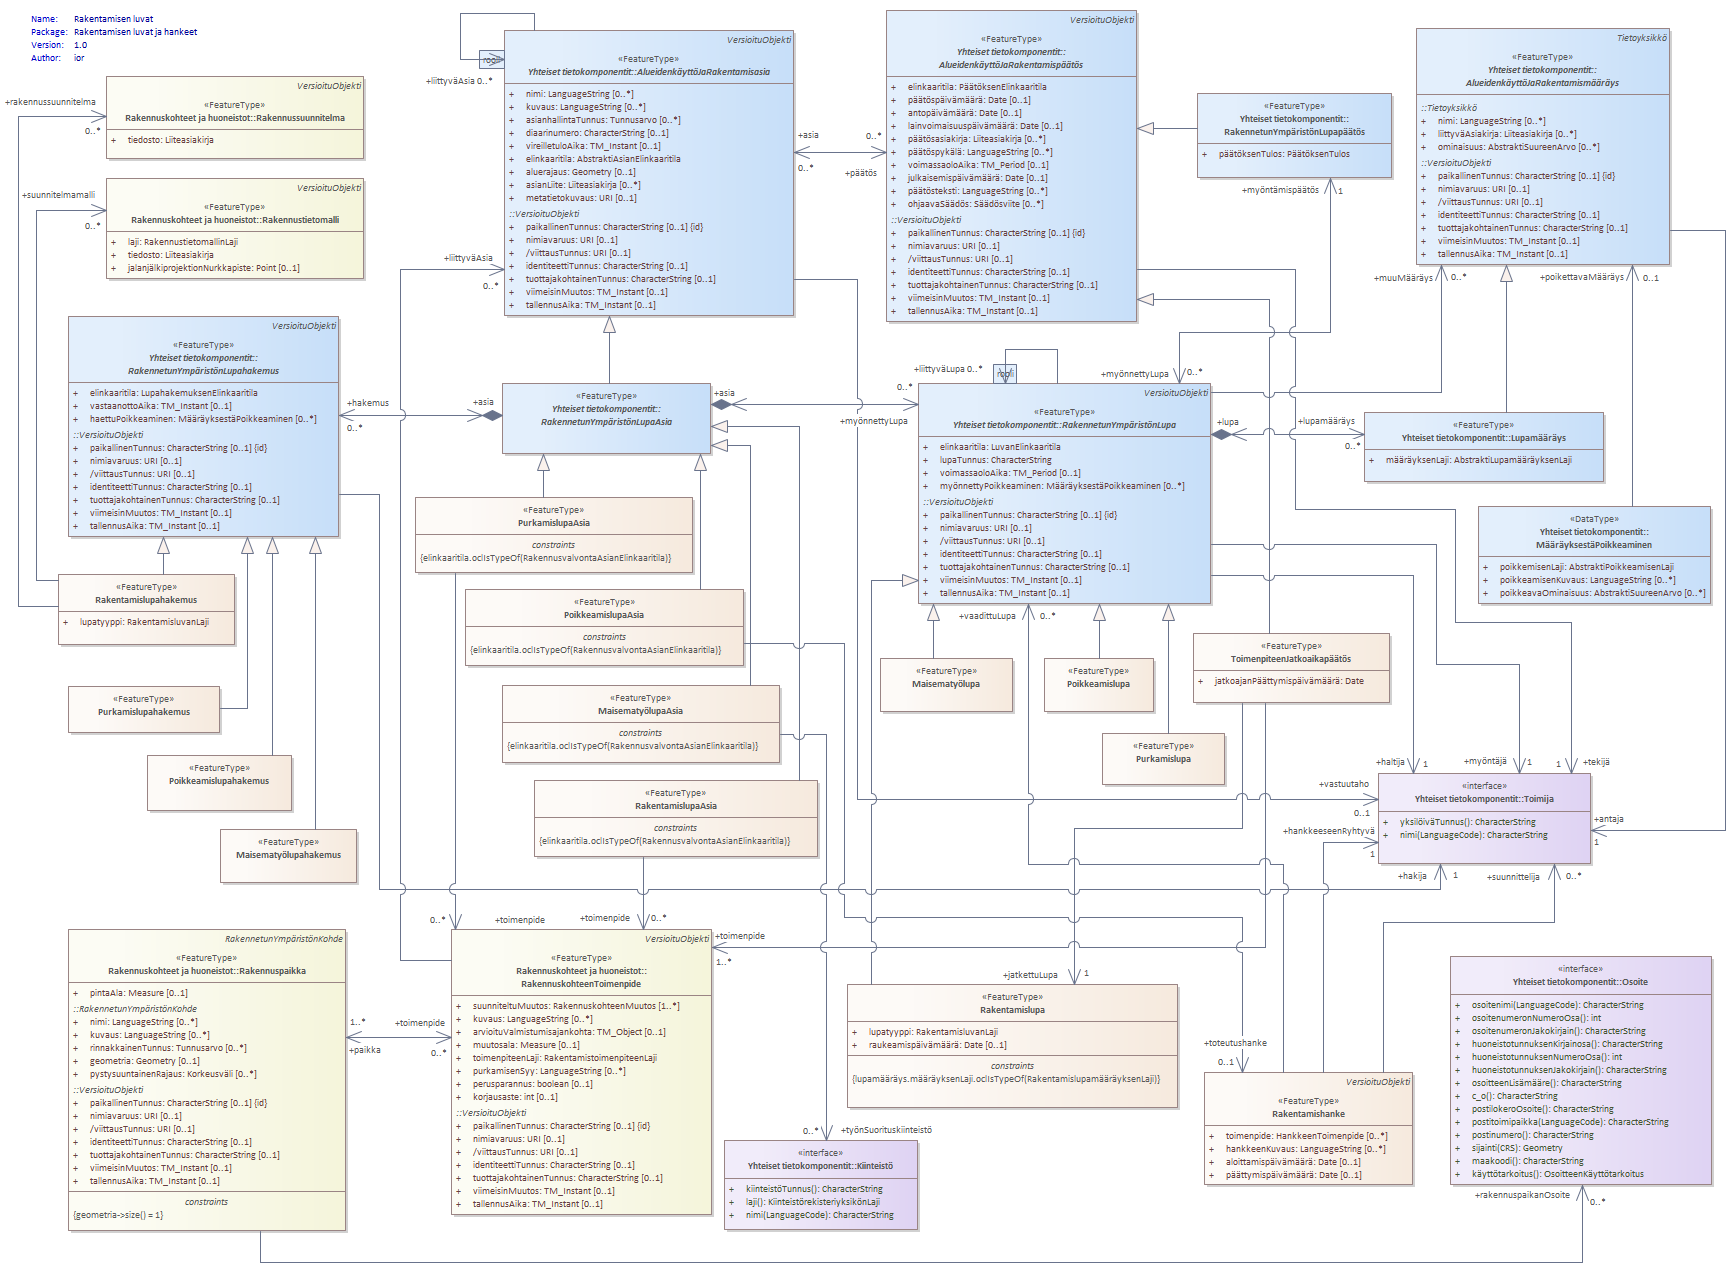 Name: Rakentamisen luvat
Package: Rakentamisen luvat ja hankkeet
Version: 1.0
Author: ior
+rakennussuunnitelma
0..*
VersioituObjekti
«FeatureType»
Rakennuskohteet ja huoneistot::Rakennussuunnitelma
+ tiedosto: Liiteasiakirja
+suunnitelmamalli
0..*
VersioituObjekti
«FeatureType»
Rakennuskohteet ja huoneistot::Rakennustietomalli
+ laji: RakennustietomallinLaji
+ tiedosto: Liiteasiakirja
+ jalanjälkiprojektionNurkkapiste: Point [0..1]
rooli
+liittyväAsia 0..*
VersioituObjekti
«FeatureType»
Yhteiset tietokomponentit::AlueidenkäyttöJaRakentamisasia
+ nimi: LanguageString [0..*]
+ kuvaus: LanguageString [0..*]
+ asianhallintaTunnus: Tunnusarvo [0..*]
+ diaarinumero: CharacterString [0..1]
+ vireilletuloAika: TM_Instant [0..1]
+ elinkaaritila: AbstraktiAsianElinkaaritila
+ aluerajaus: Geometry [0..1]
+ asianLiite: Liiteasiakirja [0..*]
+ metatietokuvaus: URI [0..1]
::VersioituObjekti
+ paikallinenTunnus: CharacterString [0..1] {id}
+ nimiavaruus: URI [0..1]
+ /viittausTunnus: URI [0..1]
+ identiteettiTunnus: CharacterString [0..1]
+ tuottajakohtainenTunnus: CharacterString [0..1]
+ viimeisinMuutos: TM_Instant [0..1]
+ tallennusAika: TM_Instant [0..1]
+liittyväAsia
0..*
+asia
0..*
0..*
+päätös
VersioituObjekti
«FeatureType»
Yhteiset tietokomponentit::
AlueidenkäyttöJaRakentamispäätös
+ elinkaaritila: PäätöksenElinkaaritila
+ päätöspäivämäärä: Date [0..1]
+ antopäivämäärä: Date [0..1]
+ lainvoimaisuuspäivämäärä: Date [0..1]
+ päätösasiakirja: Liiteasiakirja [0..*]
+ päätöspykälä: LanguageString [0..*]
+ voimassaoloAika: TM_Period [0..1]
+ julkaisemispäivämäärä: Date [0..1]
+ päätösteksti: LanguageString [0..*]
+ ohjaavaSäädös: Säädösviite [0..*]
::VersioituObjekti
+ paikallinenTunnus: CharacterString [0..1] {id}
+ nimiavaruus: URI [0..1]
+ /viittausTunnus: URI [0..1]
+ identiteettiTunnus: CharacterString [0..1]
+ tuottajakohtainenTunnus: CharacterString [0..1]
+ viimeisinMuutos: TM_Instant [0..1]
+ tallennusAika: TM_Instant [0..1]
«FeatureType»
Yhteiset tietokomponentit::
RakennetunYmpäristönLupapäätös
+ päätöksenTulos: PäätöksenTulos
+myöntämispäätös 1
Tietoyksikkö
«FeatureType»
Yhteiset tietokomponentit::
AlueidenkäyttöJaRakentamismääräys
::Tietoyksikkö
+ nimi: LanguageString [0..*]
+ liittyväAsiakirja: Liiteasiakirja [0..*]
+ ominaisuus: AbstraktiSuureenArvo [0..*]
::VersioituObjekti
+ paikallinenTunnus: CharacterString [0..1] {id}
+ nimiavaruus: URI [0..1]
+ /viittausTunnus: URI [0..1]
+ identiteettiTunnus: CharacterString [0..1]
+ tuottajakohtainenTunnus: CharacterString [0..1]
+ viimeisinMuutos: TM_Instant [0..1]
+ tallennusAika: TM_Instant [0..1]
+muuMääräys 0..*
+poikettavaMääräys 0..1
VersioituObjekti
«FeatureType»
Yhteiset tietokomponentit::
RakennetunYmpäristönLupahakemus
+ elinkaaritila: LupahakemuksenElinkaaritila
+ vastaanottoAika: TM_Instant [0..1]
+ haettuPoikkeaminen: MääräyksestäPoikkeaminen [0..*]
::VersioituObjekti
+ paikallinenTunnus: CharacterString [0..1] {id}
+ nimiavaruus: URI [0..1]
+ /viittausTunnus: URI [0..1]
+ identiteettiTunnus: CharacterString [0..1]
+ tuottajakohtainenTunnus: CharacterString [0..1]
+ viimeisinMuutos: TM_Instant [0..1]
+ tallennusAika: TM_Instant [0..1]
+hakemus
0..*
+asia
«FeatureType»
Yhteiset tietokomponentit::
RakennetunYmpäristönLupaAsia
+asia
0..*
+myönnettyLupa
+liittyväLupa 0..*
rooli
+myönnettyLupa 0..*
VersioituObjekti
«FeatureType»
Yhteiset tietokomponentit::RakennetunYmpäristönLupa
+ elinkaaritila: LuvanElinkaaritila
+ lupaTunnus: CharacterString
+ voimassaoloAika: TM_Period [0..1]
+ myönnettyPoikkeaminen: MääräyksestäPoikkeaminen [0..*]
::VersioituObjekti
+ paikallinenTunnus: CharacterString [0..1] {id}
+ nimiavaruus: URI [0..1]
+ /viittausTunnus: URI [0..1]
+ identiteettiTunnus: CharacterString [0..1]
+ tuottajakohtainenTunnus: CharacterString [0..1]
+ viimeisinMuutos: TM_Instant [0..1]
+ tallennusAika: TM_Instant [0..1]
+lupa
+lupamääräys
0..*
«FeatureType»
Yhteiset tietokomponentit::Lupamääräys
+ määräyksenLaji: AbstraktiLupamääräyksenLaji
«DataType»
Yhteiset tietokomponentit::
MääräyksestäPoikkeaminen
+ poikkemisenLaji: AbstraktiPoikkeamisenLaji
+ poikkeamisenKuvaus: LanguageString [0..*]
+ poikkeavaOminaisuus: AbstraktiSuureenArvo [0..*]
«FeatureType»
PurkamislupaAsia
constraints
{elinkaaritila.oclIsTypeOf(RakennusvalvontaAsianElinkaaritila)}
«FeatureType»
PoikkeamislupaAsia
constraints
{elinkaaritila.oclIsTypeOf(RakennusvalvontaAsianElinkaaritila)}
«FeatureType»
MaisematyölupaAsia
constraints
{elinkaaritila.oclIsTypeOf(RakennusvalvontaAsianElinkaaritila)}
«FeatureType»
RakentamislupaAsia
constraints
{elinkaaritila.oclIsTypeOf(RakennusvalvontaAsianElinkaaritila)}
«FeatureType»
Rakentamislupahakemus
+ lupatyyppi: RakentamisluvanLaji
«FeatureType»
Purkamislupahakemus
«FeatureType»
Poikkeamislupahakemus
«FeatureType»
Maisematyölupahakemus
+vaadittuLupa 0..*
«FeatureType»
Maisematyölupa
«FeatureType»
Poikkeamislupa
«FeatureType»
Purkamislupa
«FeatureType»
ToimenpiteenJatkoaikapäätös
+ jatkoajanPäättymispäivämäärä: Date
+haltija 1
+myöntäjä 1
1 +tekijä
+vastuutaho
0..1
+hankkeeseenRyhtyvä
1
+antaja
1
«interface»
Yhteiset tietokomponentit::Toimija
+ yksilöiväTunnus(): CharacterString
+ nimi(LanguageCode): CharacterString
+hakija 1
+suunnittelija 0..*
0..* +toimenpide
+toimenpide 0..*
+toimenpide
1..*
RakennetunYmpäristönKohde
«FeatureType»
Rakennuskohteet ja huoneistot::Rakennuspaikka
+ pintaAla: Measure [0..1]
::RakennetunYmpäristönKohde
+ nimi: LanguageString [0..*]
+ kuvaus: LanguageString [0..*]
+ rinnakkainenTunnus: Tunnusarvo [0..*]
+ geometria: Geometry [0..1]
+ pystysuuntainenRajaus: Korkeusväli [0..*]
::VersioituObjekti
+ paikallinenTunnus: CharacterString [0..1] {id}
+ nimiavaruus: URI [0..1]
+ /viittausTunnus: URI [0..1]
+ identiteettiTunnus: CharacterString [0..1]
+ tuottajakohtainenTunnus: CharacterString [0..1]
+ viimeisinMuutos: TM_Instant [0..1]
+ tallennusAika: TM_Instant [0..1]
constraints
{geometria->size() = 1}
1..* +toimenpide
+paikka 0..*
VersioituObjekti
«FeatureType»
Rakennuskohteet ja huoneistot::
RakennuskohteenToimenpide
+ suunniteltuMuutos: RakennuskohteenMuutos [1..*]
+ kuvaus: LanguageString [0..*]
+ arvioituValmistumisajankohta: TM_Object [0..1]
+ muutosala: Measure [0..1]
+ toimenpiteenLaji: RakentamistoimenpiteenLaji
+ purkamisenSyy: LanguageString [0..*]
+ perusparannus: boolean [0..1]
+ korjausaste: int [0..1]
::VersioituObjekti
+ paikallinenTunnus: CharacterString [0..1] {id}
+ nimiavaruus: URI [0..1]
+ /viittausTunnus: URI [0..1]
+ identiteettiTunnus: CharacterString [0..1]
+ tuottajakohtainenTunnus: CharacterString [0..1]
+ viimeisinMuutos: TM_Instant [0..1]
+ tallennusAika: TM_Instant [0..1]
+jatkettuLupa 1
«FeatureType»
Rakentamislupa
+ lupatyyppi: RakentamisluvanLaji
+ raukeamispäivämäärä: Date [0..1]
constraints
{lupamääräys.määräyksenLaji.oclIsTypeOf(RakentamislupamääräyksenLaji)}
0..* +työnSuorituskiinteistö
«interface»
Yhteiset tietokomponentit::Kiinteistö
+ kiinteistöTunnus(): CharacterString
+ laji(): KiinteistörekisteriyksikönLaji
+ nimi(LanguageCode): CharacterString
+toteutushanke
0..1
VersioituObjekti
«FeatureType»
Rakentamishanke
+ toimenpide: HankkeenToimenpide [0..*]
+ hankkeenKuvaus: LanguageString [0..*]
+ aloittamispäivämäärä: Date [0..1]
+ päättymispäivämäärä: Date [0..1]
«interface»
Yhteiset tietokomponentit::Osoite
+ osoitenimi(LanguageCode): CharacterString
+ osoitenumeronNumeroOsa(): int
+ osoitenumeronJakokirjain(): CharacterString
+ huoneistotunnuksenKirjainosa(): CharacterString
+ huoneistotunnuksenNumeroOsa(): int
+ huoneistotunnuksenJakokirjain(): CharacterString
+ osoitteenLisämääre(): CharacterString
+ c_o(): CharacterString
+ postilokeroOsoite(): CharacterString
+ postitoimipaikka(LanguageCode): CharacterString
+ postinumero(): CharacterString
+ sijainti(CRS): Geometry
+ maakoodi(): CharacterString
+ käyttötarkoitus(): OsoitteenKäyttötarkoitus
+rakennuspaikanOsoite
0..*